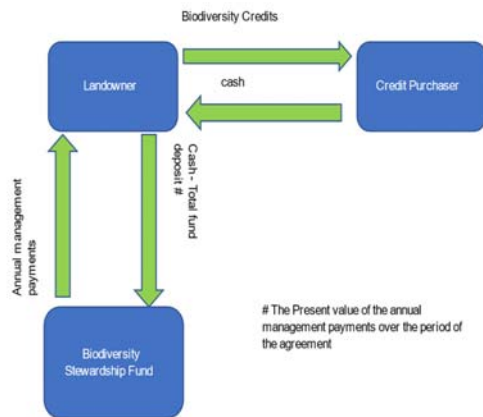 Biodiversity Credits
Landowner
cash
Credit Purchaser
Cash - Total fund
deposit #
Annual management
payments
# The Present value of the annual
management payments over the period of
the agreement
Biodiversity
Stewardship Fund